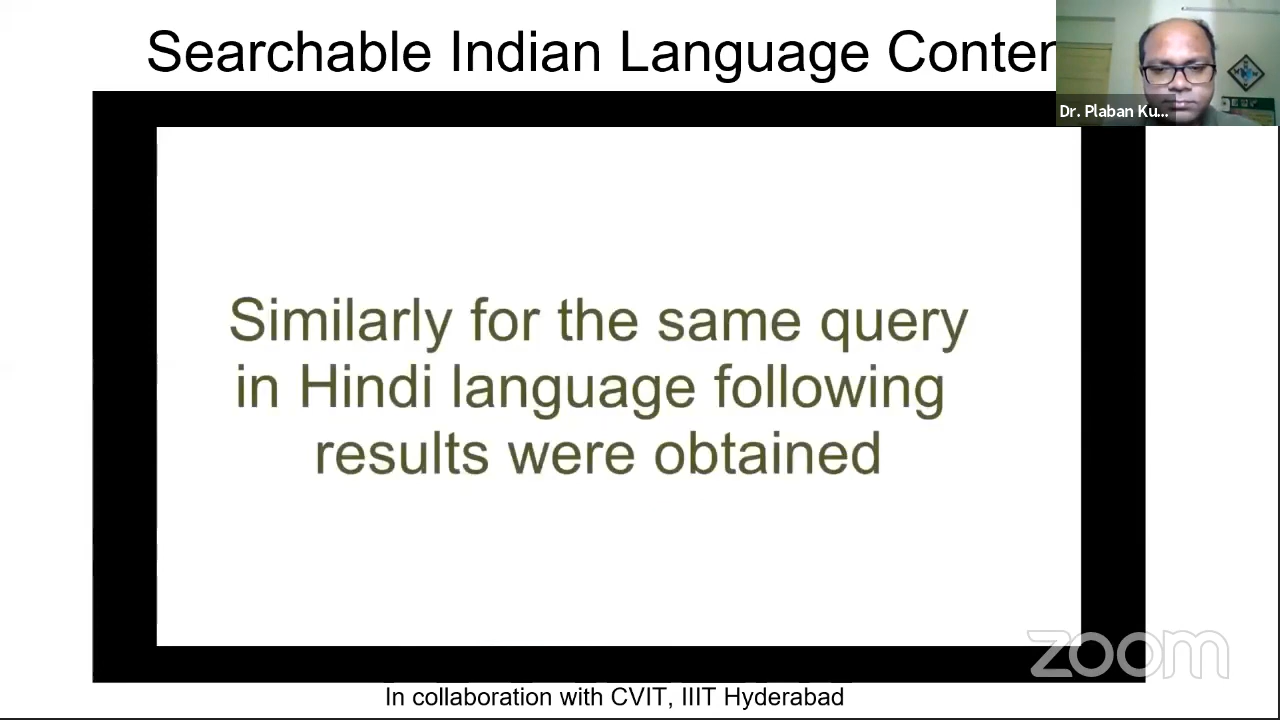 Searchable Indian Language Conten
Dr. Plaban Ku...
Similarly for the same query
in Hindi language following
results were obtained
zoom
In collaboration with CVIT, IIIT Hyderabad